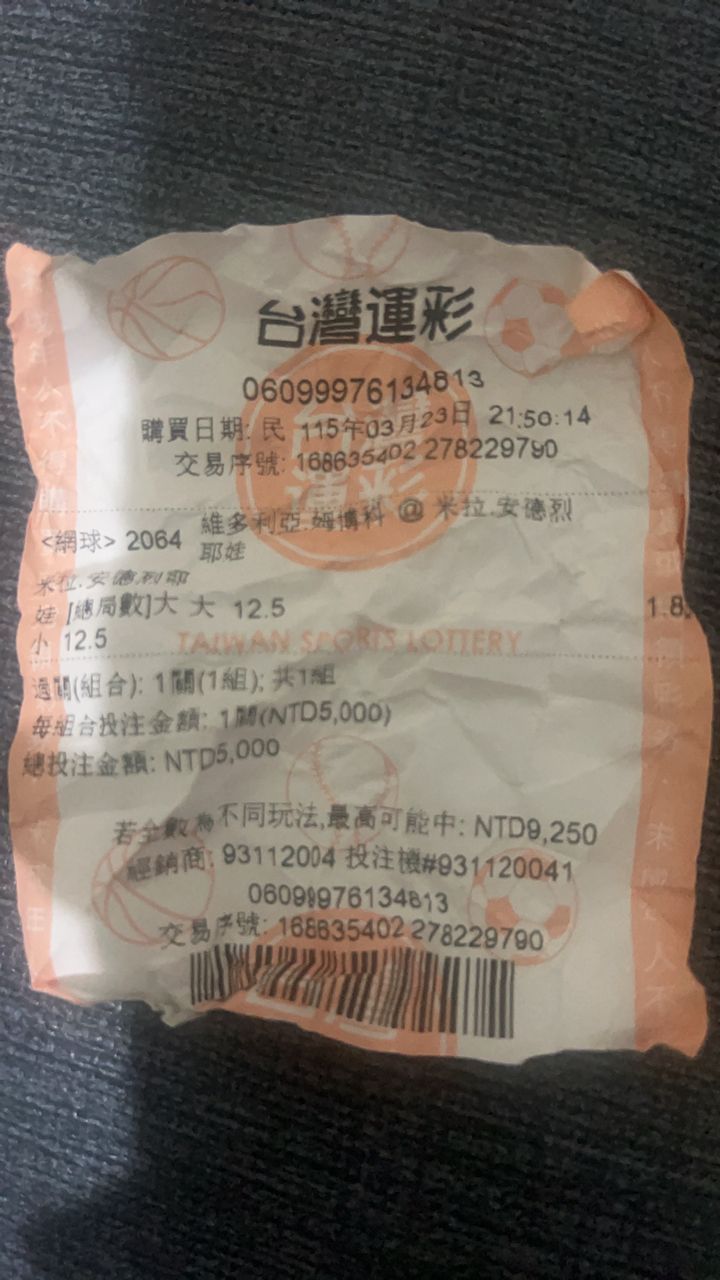 台灣運彩
06099976134813
購買日期: 民 115年03月23日 21:50:14
交易序號: 168635402 278229790
<網球> 2064 維多利亞.姆博科 @ 米拉.安德烈
耶娃
米拉.安德烈耶
娃 [總局數]大 大 12.5 1.8
小 12.5
TAIWAN SPORTS LOTTERY
過關(組合): 1關(1組); 共1組
每組合投注金額: 1關(NTD5,000)
總投注金額: NTD5,000
若全數為不同玩法,最高可能中: NTD9,250
經銷商: 93112004 投注機#931120041
06099976134813
交易序號: 168635402 278229790